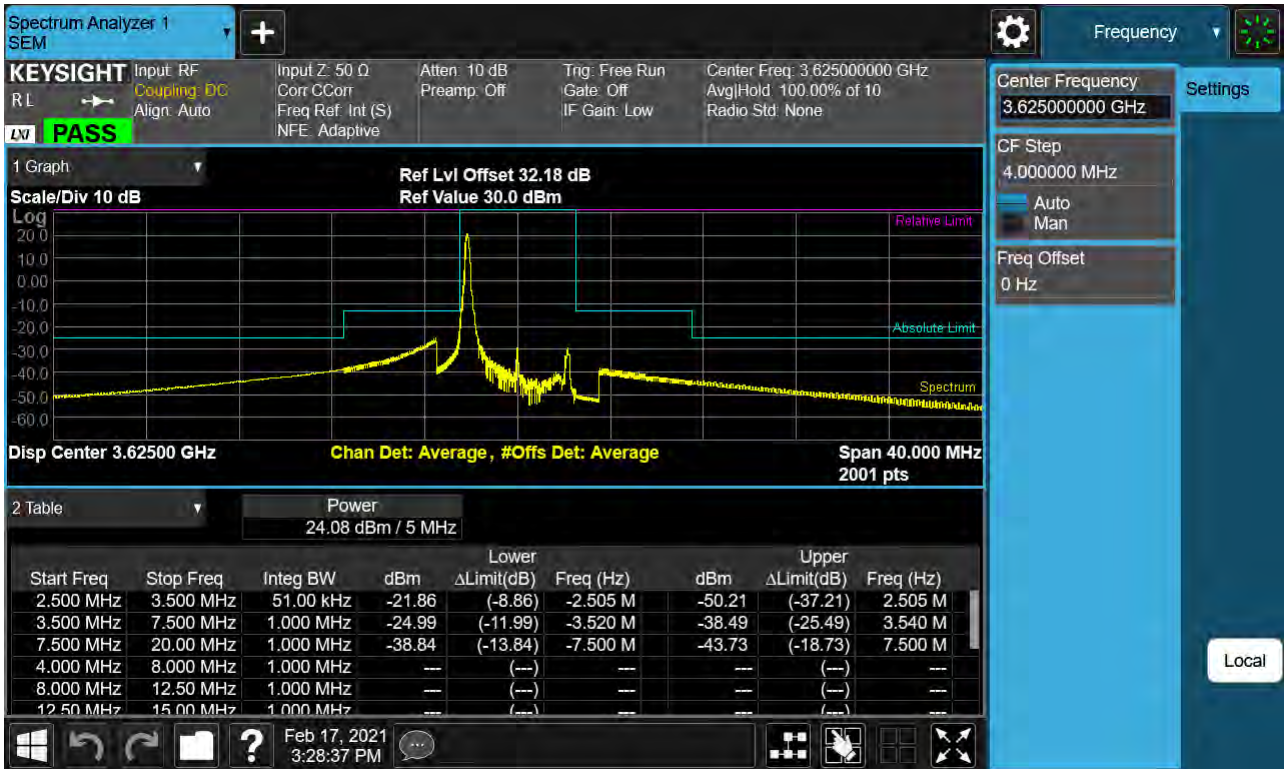 Spectrum Analyzer 1
SEM
Frequency
KEYSIGHT
RL
LXI
PASS
Input: RF
Coupling: DC
Align: Auto
Input Z: 50 Ω
Corr CCorr
Freq Ref: Int (S)
NFE: Adaptive
Atten: 10 dB
Preamp: Off
Trig: Free Run
Gate: Off
IF Gain: Low
Center Freq: 3.625000000 GHz
Avg|Hold: 100.00% of 10
Radio Std: None
Center Frequency
3.625000000 GHz
Settings
CF Step
4.000000 MHz
Auto
Man
Freq Offset
0 Hz
1 Graph
Scale/Div 10 dB
Ref Lvl Offset 32.18 dB
Ref Value 30.0 dBm
Log
20.0
10.0
0.00
-10.0
-20.0
-30.0
-40.0
-50.0
-60.0
Relative Limit
Absolute Limit
Spectrum
Disp Center 3.62500 GHz
Chan Det: Average, #Offs Det: Average
Span 40.000 MHz
2001 pts
2 Table
Power
24.08 dBm / 5 MHz
Lower Upper
Start Freq Stop Freq Integ BW dBm ΔLimit(dB) Freq (Hz) dBm ΔLimit(dB) Freq (Hz)
2.500 MHz 3.500 MHz 51.00 kHz -21.86 (-8.86) -2.505 M -50.21 (-37.21) 2.505 M
3.500 MHz 7.500 MHz 1.000 MHz -24.99 (-11.99) -3.520 M -38.49 (-25.49) 3.540 M
7.500 MHz 20.00 MHz 1.000 MHz -38.84 (-13.84) -7.500 M -43.73 (-18.73) 7.500 M
4.000 MHz 8.000 MHz 1.000 MHz --- (---) --- --- (---) ---
8.000 MHz 12.50 MHz 1.000 MHz --- (---) --- --- (---) ---
12.50 MHz 15.00 MHz 1.000 MHz --- (---) --- --- (---) ---
Local
Feb 17, 2021
3:28:37 PM